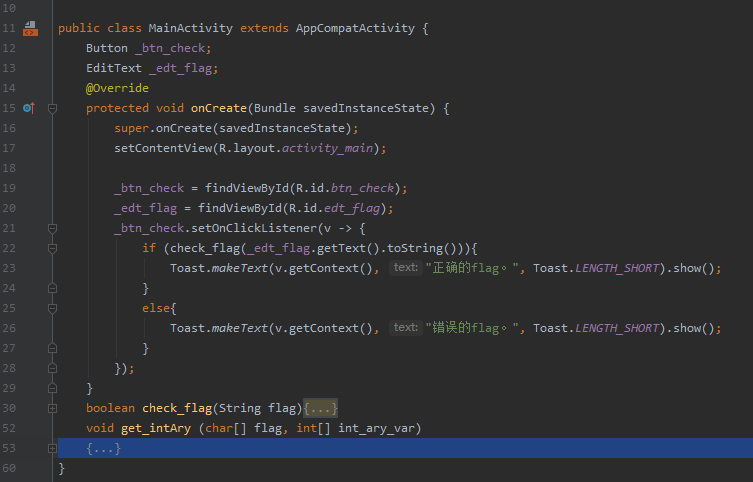 10
11 public class MainActivity extends AppCompatActivity {
12 Button _btn_check;
13 EditText _edt_flag;
14 @Override
15 protected void onCreate(Bundle savedInstanceState) {
16 super.onCreate(savedInstanceState);
17 setContentView(R.layout.activity_main);
18
19 _btn_check = findViewById(R.id.btn_check);
20 _edt_flag = findViewById(R.id.edt_flag);
21 _btn_check.setOnClickListener(v -> {
22 if (check_flag(_edt_flag.getText().toString())){
23 Toast.makeText(v.getContext(), text: "正确的flag。", Toast.LENGTH_SHORT).show();
24 }
25 else{
26 Toast.makeText(v.getContext(), text: "错误的flag。", Toast.LENGTH_SHORT).show();
27 }
28 });
29 }
30 boolean check_flag(String flag){...}
52 void get_intAry (char[] flag, int[] int_ary_var)
53 {...}
60 }